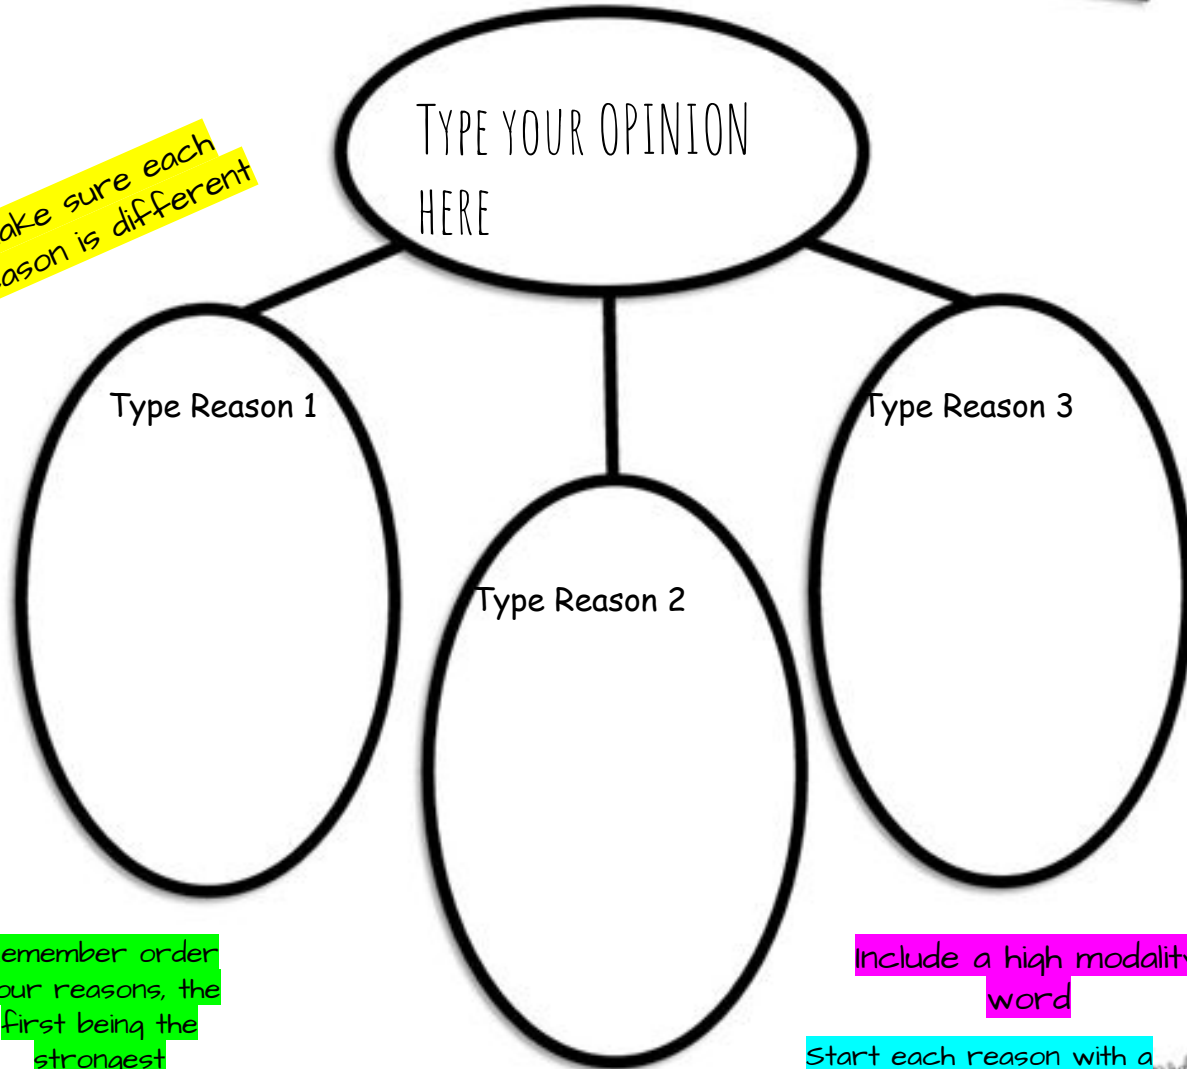 Type your OPINION
here
ake sure each
ason is different
Type Reason 1
Type Reason 3
Type Reason 2
emember order
our reasons, the
first being the
strongest
Include a high modality
word
Start each reason with a